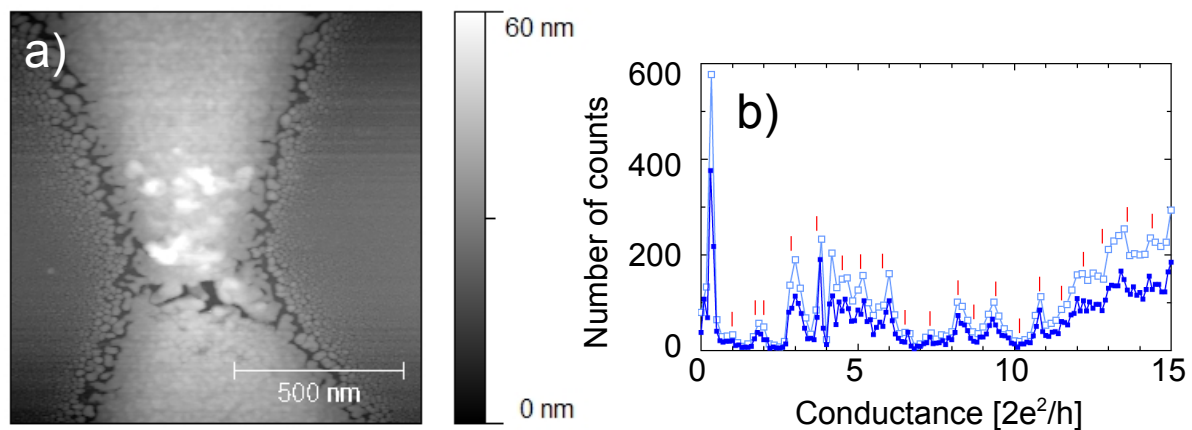 a)
500 nm
60 nm
0 nm
b)
600
400
200
0
Number of counts
0 5 10 15
Conductance [2e²/h]